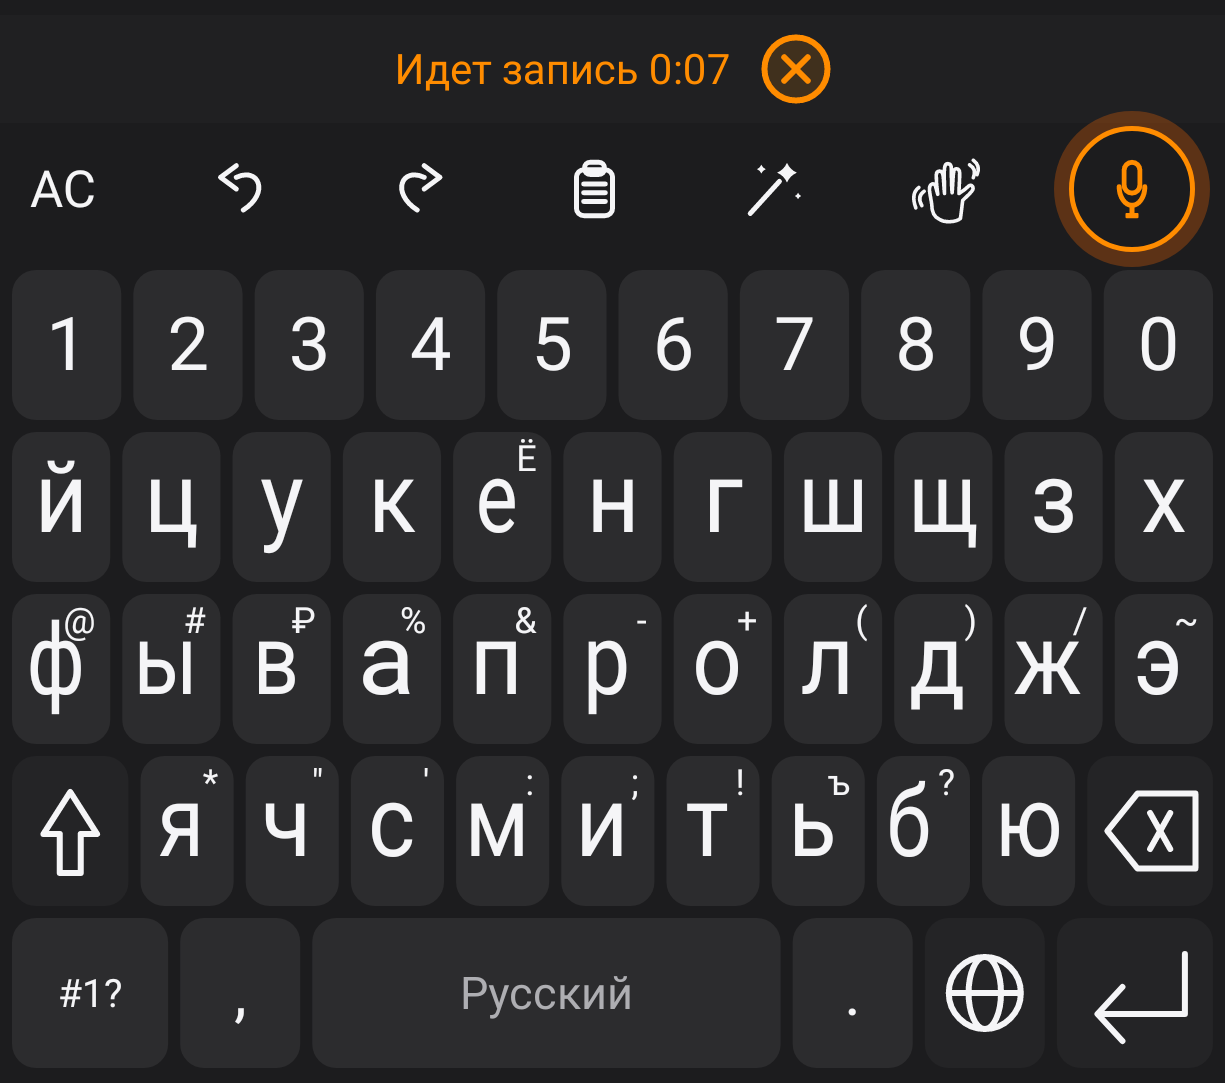 Идет запись 0:07
AC
1 2 3 4 5 6 7 8 9 0
Ё
й ц у к е н г ш щ з х
@ # ₽ % & - + ( ) / ~
ф ы в а п р о л д ж э
* " ' : ; ! ъ ?
я ч с м и т ь б ю X
#1? , Русский .